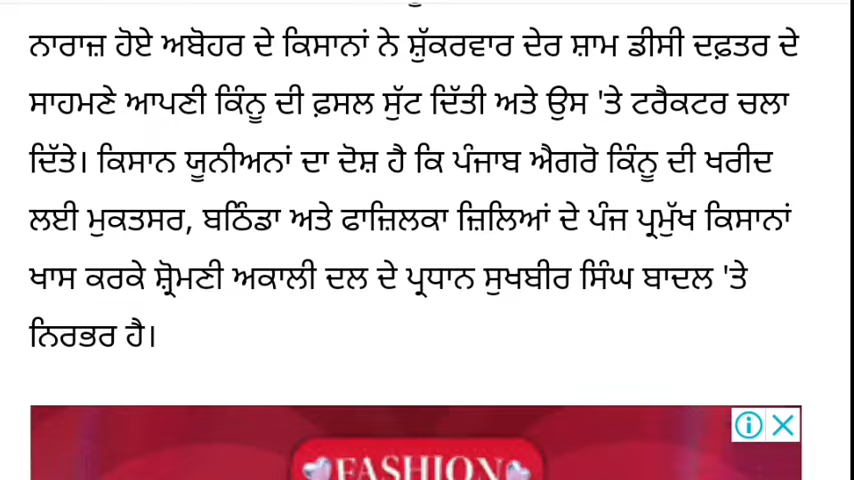 ਨਾਰਾਜ਼ ਹੋਏ ਅਬੋਹਰ ਦੇ ਕਿਸਾਨਾਂ ਨੇ ਸ਼ੁੱਕਰਵਾਰ ਦੇਰ ਸ਼ਾਮ ਡੀਸੀ ਦਫ਼ਤਰ ਦੇ
ਸਾਹਮਣੇ ਆਪਣੀ ਕਿੰਨੂ ਦੀ ਫ਼ਸਲ ਸੁੱਟ ਦਿੱਤੀ ਅਤੇ ਉਸ 'ਤੇ ਟਰੈਕਟਰ ਚਲਾ
ਦਿੱਤੇ। ਕਿਸਾਨ ਯੂਨੀਅਨਾਂ ਦਾ ਦੋਸ਼ ਹੈ ਕਿ ਪੰਜਾਬ ਐਗਰੋ ਕਿੰਨੂ ਦੀ ਖਰੀਦ
ਲਈ ਮੁਕਤਸਰ, ਬਠਿੰਡਾ ਅਤੇ ਫਾਜ਼ਿਲਕਾ ਜ਼ਿਲਿਆਂ ਦੇ ਪੰਜ ਪ੍ਰਮੁੱਖ ਕਿਸਾਨਾਂ
ਖਾਸ ਕਰਕੇ ਸ਼੍ਰੋਮਣੀ ਅਕਾਲੀ ਦਲ ਦੇ ਪ੍ਰਧਾਨ ਸੁਖਬੀਰ ਸਿੰਘ ਬਾਦਲ 'ਤੇ
ਨਿਰਭਰ ਹੈ।
FASHION